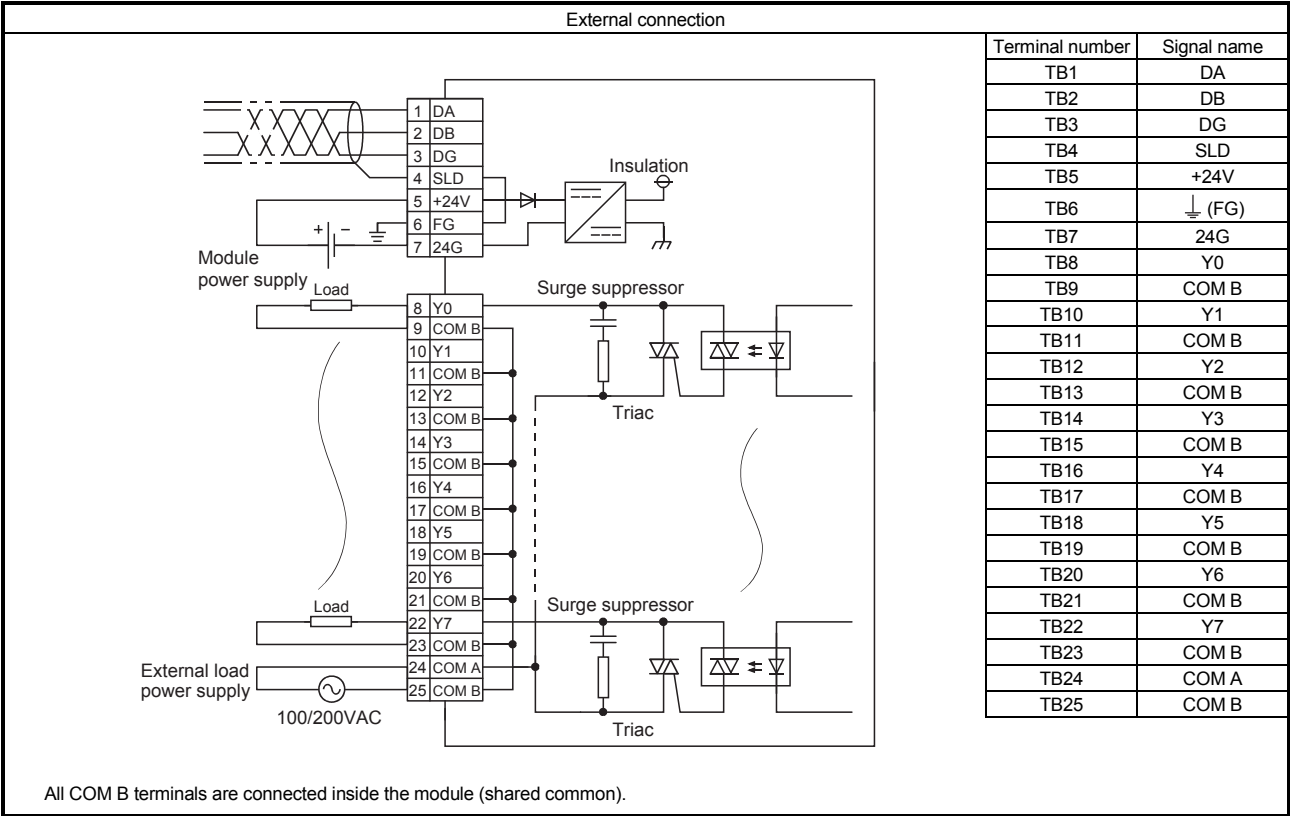 External connection
Terminal number Signal name
TB1 DA
TB2 DB
TB3 DG
TB4 SLD
TB5 +24V
TB6 ⏚ (FG)
TB7 24G
TB8 Y0
TB9 COM B
TB10 Y1
TB11 COM B
TB12 Y2
TB13 COM B
TB14 Y3
TB15 COM B
TB16 Y4
TB17 COM B
TB18 Y5
TB19 COM B
TB20 Y6
TB21 COM B
TB22 Y7
TB23 COM B
TB24 COM A
TB25 COM B
1 DA
2 DB
3 DG
4 SLD
5 +24V
6 FG
7 24G
Insulation
+ −
Module
power supply
Load
8 Y0
9 COM B
10 Y1
11 COM B
12 Y2
13 COM B
14 Y3
15 COM B
16 Y4
17 COM B
18 Y5
19 COM B
20 Y6
21 COM B
22 Y7
23 COM B
24 COM A
25 COM B
Surge suppressor
Triac
Load
Surge suppressor
Triac
External load
power supply
100/200VAC
All COM B terminals are connected inside the module (shared common).